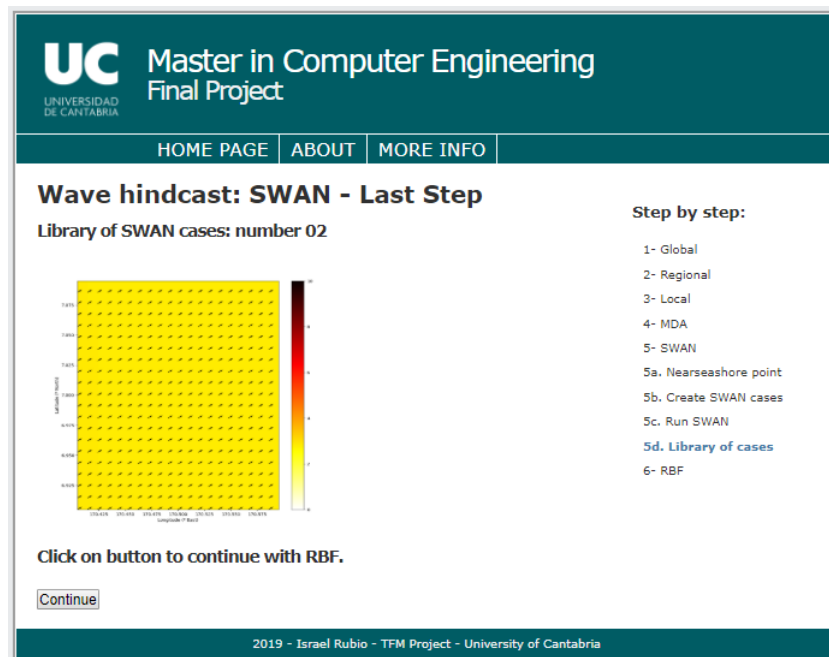 UC
UNIVERSIDAD
DE CANTABRIA
Master in Computer Engineering
Final Project
HOME PAGE
ABOUT
MORE INFO
Wave hindcast: SWAN - Last Step
Library of SWAN cases: number 02
Click on button to continue with RBF.
Continue
Step by step:
1- Global
2- Regional
3- Local
4- MDA
5- SWAN
5a. Nearseashore point
5b. Create SWAN cases
5c. Run SWAN
5d. Library of cases
6- RBF
2019 - Israel Rubio - TFM Project - University of Cantabria